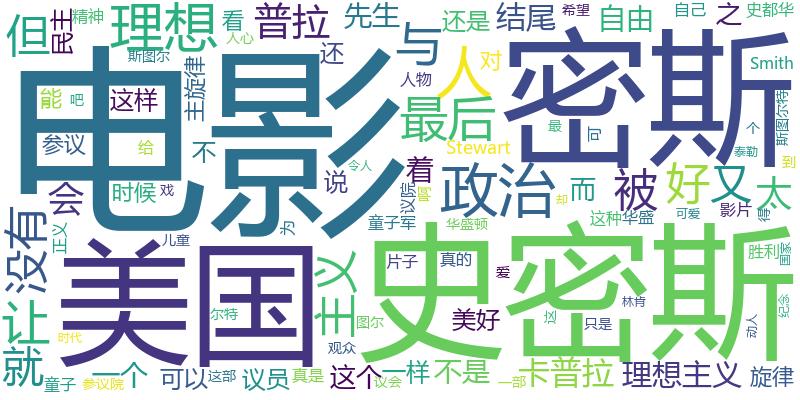 但 理想 普拉 先生 还是 结尾 希望 自由 自己 之 史都华
民主 精神 看 人心 还 与 人 对
斯图尔 主旋律 人物 Smith
电影 密斯
能 吧 这样 最后 斯图尔特
参议 给 不 Stewart 最 可 个 泰勒 到
时候 戏 说 着 令人 政治 而 被 好 又 太
没有 会 为 童子军 参议院 啊 华盛顿 却 这种 华盛 可爱 影片 得
正义 儿童
美国 主义 史密斯
片子 真的 爱 胜利 国家
让 尔特 图尔 美好 这 林肯 动人 纪念
时代 观众 只是
就 一个 可以 这部 议员 真是 这个 一样 不是 卡普拉 理想主义 旋律
童子 参议院 议会 一部